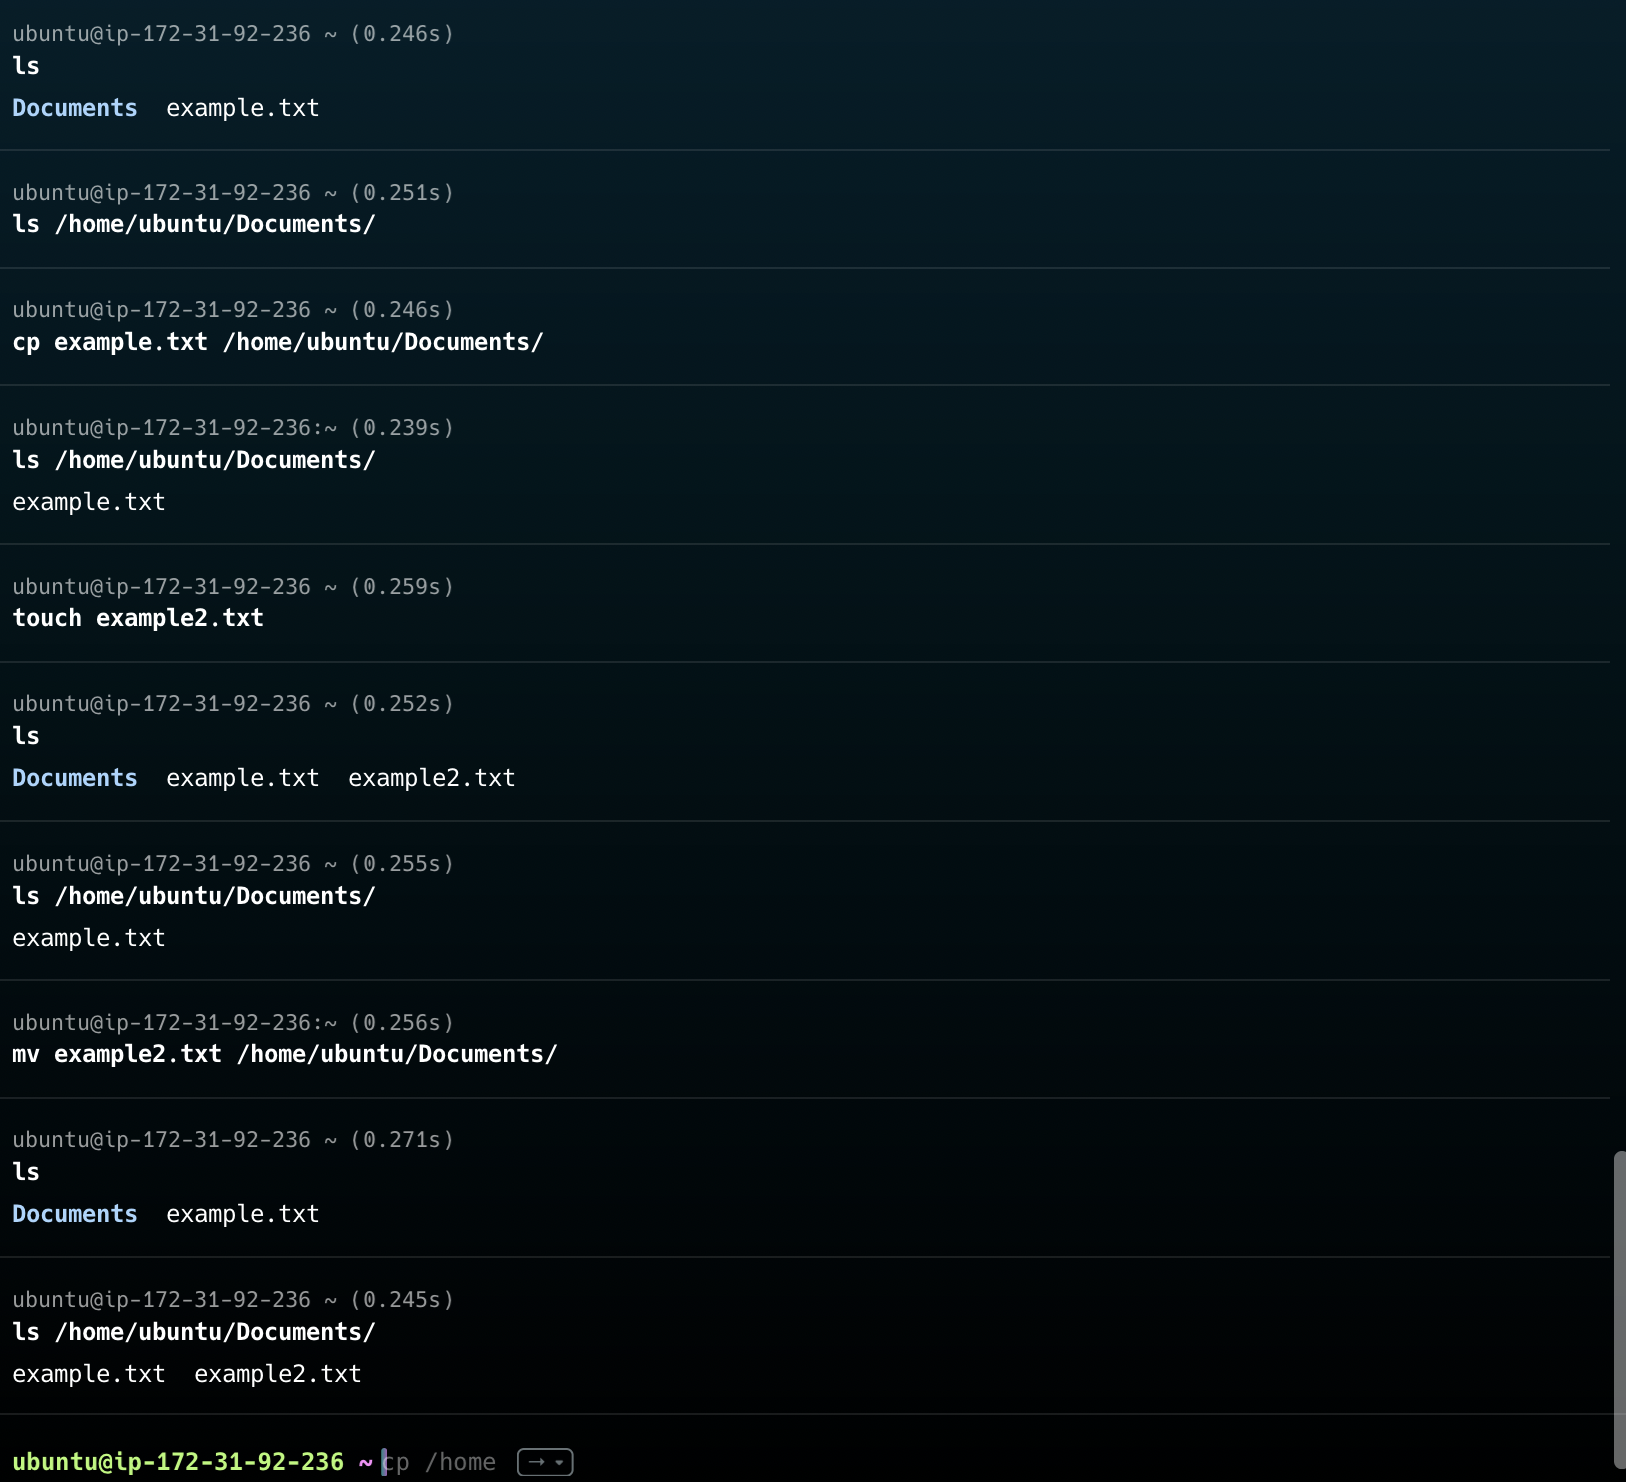 ubuntu@ip-172-31-92-236 ~ (0.246s)
ls
Documents  example.txt
ubuntu@ip-172-31-92-236 ~ (0.251s)
ls /home/ubuntu/Documents/
ubuntu@ip-172-31-92-236 ~ (0.246s)
cp example.txt /home/ubuntu/Documents/
ubuntu@ip-172-31-92-236:~ (0.239s)
ls /home/ubuntu/Documents/
example.txt
ubuntu@ip-172-31-92-236 ~ (0.259s)
touch example2.txt
ubuntu@ip-172-31-92-236 ~ (0.252s)
ls
Documents  example.txt  example2.txt
ubuntu@ip-172-31-92-236 ~ (0.255s)
ls /home/ubuntu/Documents/
example.txt
ubuntu@ip-172-31-92-236:~ (0.256s)
mv example2.txt /home/ubuntu/Documents/
ubuntu@ip-172-31-92-236 ~ (0.271s)
ls
Documents  example.txt
ubuntu@ip-172-31-92-236 ~ (0.245s)
ls /home/ubuntu/Documents/
example.txt  example2.txt
ubuntu@ip-172-31-92-236 ~ cp /home →